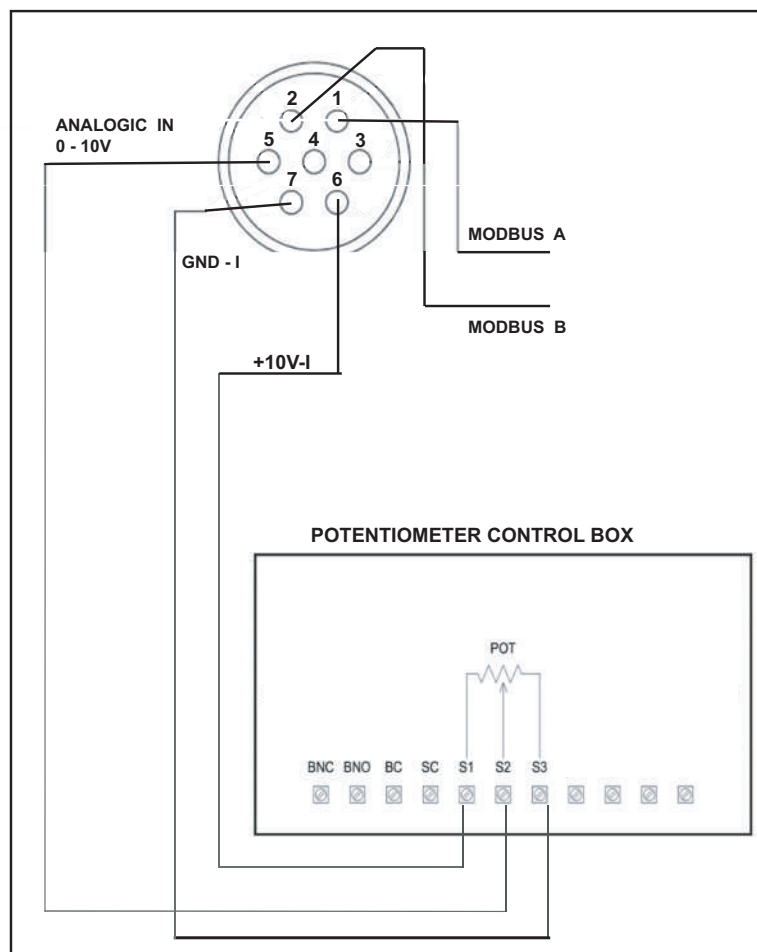 2 1
ANALOGIC IN
0 - 10V
5 4 3
7 6
MODBUS A
GND - I
MODBUS B
+10V-I
POTENTIOMETER CONTROL BOX
POT
BNC BNO BC SC S1 S2 S3